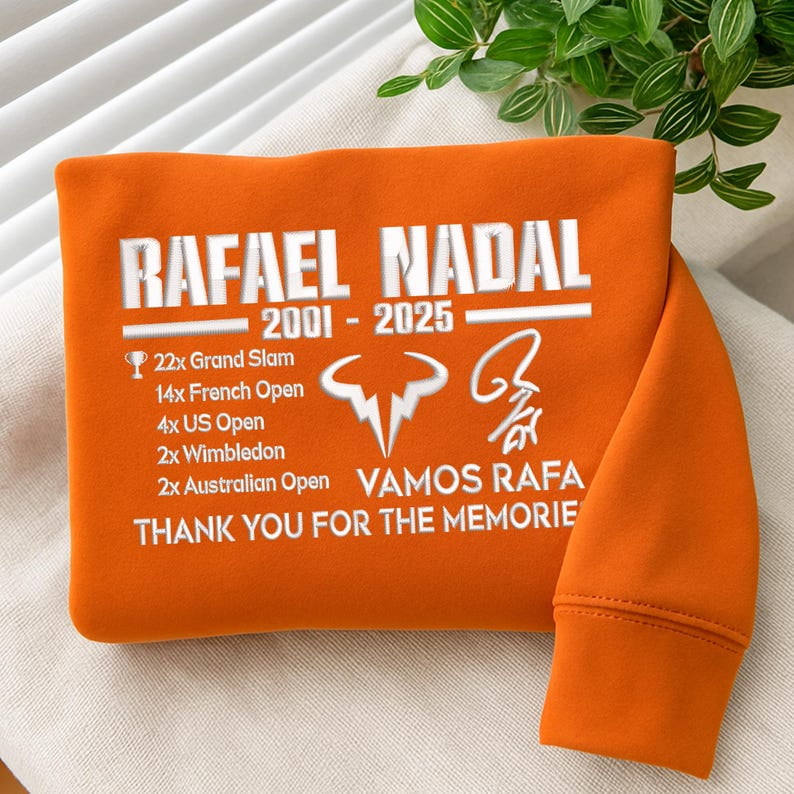 RAFAEL NADAL
2001 - 2025
22x Grand Slam
14x French Open
4x US Open
2x Wimbledon
2x Australian Open
VAMOS RAFA
THANK YOU FOR THE MEMORIE